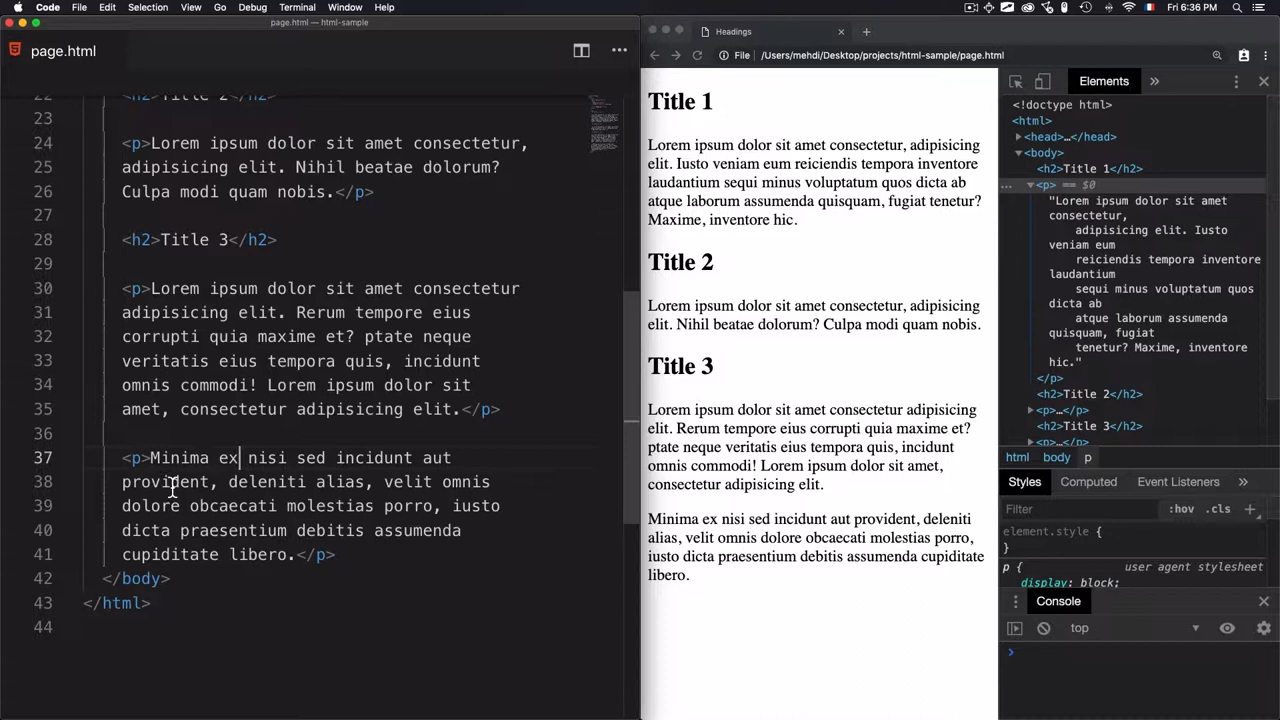 Code File Edit Selection View Go Debug Terminal Window Help Fri 6:36 PM
page.html — html-sample
page.html
22 <h2>Title 2</h2>
23
24 <p>Lorem ipsum dolor sit amet consectetur,
25 adipisicing elit. Nihil beatae dolorum?
26 Culpa modi quam nobis.</p>
27
28 <h2>Title 3</h2>
29
30 <p>Lorem ipsum dolor sit amet consectetur
31 adipisicing elit. Rerum tempore eius
32 corrupti quia maxime et? ptate neque
33 veritatis eius tempora quis, incidunt
34 omnis commodi! Lorem ipsum dolor sit
35 amet, consectetur adipisicing elit.</p>
36
37 <p>Minima ex nisi sed incidunt aut
38 provident, deleniti alias, velit omnis
39 dolore obcaecati molestias porro, iusto
40 dicta praesentium debitis assumenda
41 cupiditate libero.</p>
42 </body>
43 </html>
44
Headings
File /Users/mehdi/Desktop/projects/html-sample/page.html
Title 1
Lorem ipsum dolor sit amet consectetur, adipisicing
elit. Iusto veniam eum reiciendis tempora inventore
laudantium sequi minus voluptatum quos dicta ab
atque laborum assumenda quisquam, fugiat tenetur?
Maxime, inventore hic.
Title 2
Lorem ipsum dolor sit amet consectetur, adipisicing
elit. Nihil beatae dolorum? Culpa modi quam nobis.
Title 3
Lorem ipsum dolor sit amet consectetur adipisicing
elit. Rerum tempore eius corrupti quia maxime et?
ptate neque veritatis eius tempora quis, incidunt
omnis commodi! Lorem ipsum dolor sit amet,
consectetur adipisicing elit.
Minima ex nisi sed incidunt aut provident, deleniti
alias, velit omnis dolore obcaecati molestias porro,
iusto dicta praesentium debitis assumenda cupiditate
libero.
Elements
<!doctype html>
<html>
<head>…</head>
<body>
<h2>Title 1</h2>
<p> == $0
"Lorem ipsum dolor sit amet
consectetur,
adipisicing elit. Iusto
veniam eum
reiciendis tempora inventore
laudantium
sequi minus voluptatum quos
dicta ab
atque laborum assumenda
quisquam, fugiat
tenetur? Maxime, inventore
hic."
</p>
<h2>Title 2</h2>
<p>…</p>
<h2>Title 3</h2>
<p>…</p>
html body p
Styles Computed Event Listeners
Filter :hov .cls
element.style {
}
p { user agent stylesheet
display: block;
Console
top